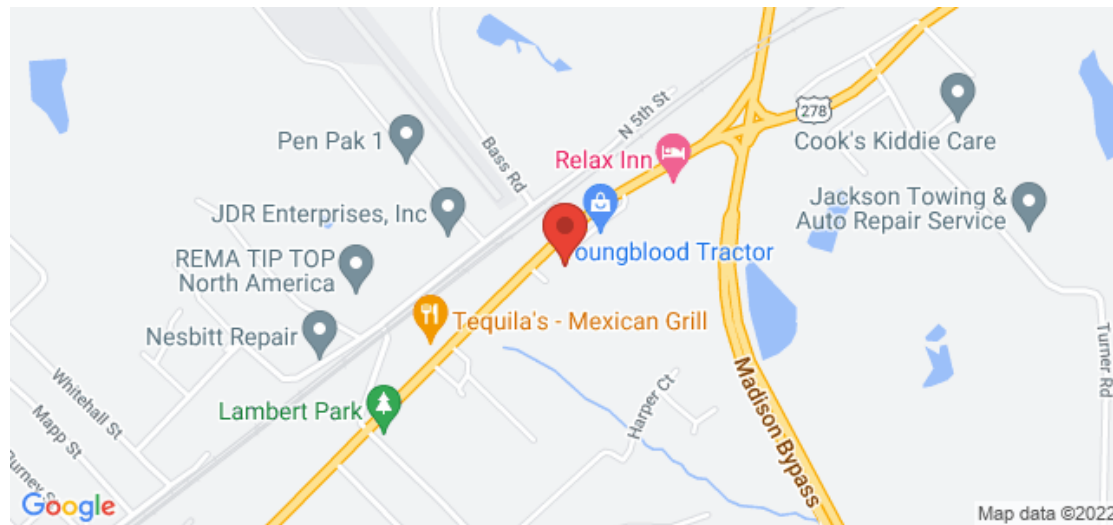 278
N 5th St
Pen Pak 1
Cook's Kiddie Care
Bass Rd
Relax Inn
JDR Enterprises, Inc
Jackson Towing &
Auto Repair Service
oungblood Tractor
REMA TIP TOP
North America
Tequila's - Mexican Grill
Nesbitt Repair
Turner Rd
Whitehall St
Madison Bypass
Harper Ct
Lambert Park
Mapp St
Burney St
Google
Map data ©2022